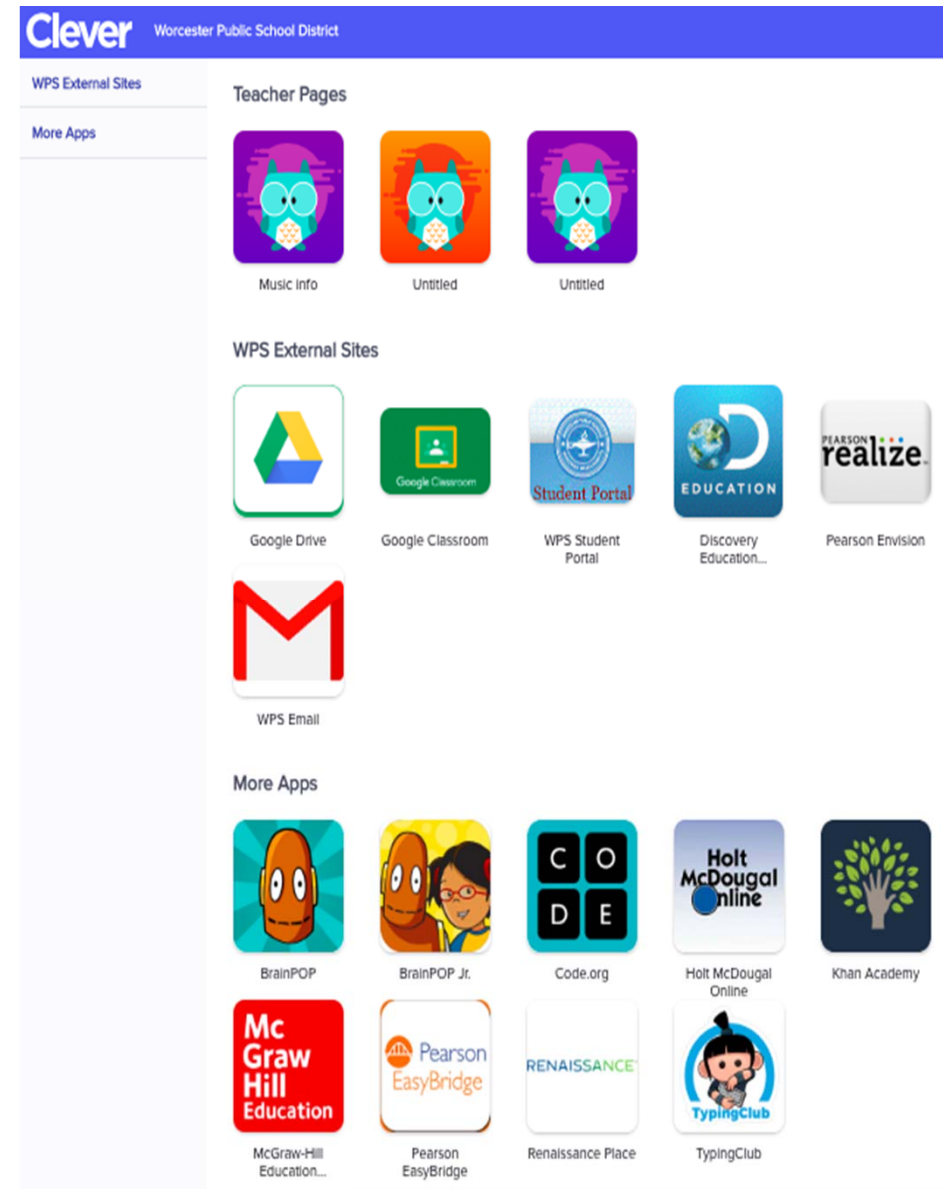 Clever Worcester Public School District
WPS External Sites
More Apps
Teacher Pages
Music info
Untitled
Untitled
WPS External Sites
Google Classroom
Student Portal
EDUCATION
PEARSON
realize
Google Drive
Google Classroom
WPS Student
Portal
Discovery
Education...
Pearson Envision
WPS Email
More Apps
C O
D E
Holt
McDougal
Online
BrainPOP
BrainPOP Jr.
Code.org
Holt McDougal
Online
Khan Academy
Mc
Graw
Hill
Education
Pearson
EasyBridge
RENAISSANCE
TypingClub
McGraw-Hill
Education...
Pearson
EasyBridge
Renaissance Place
TypingClub